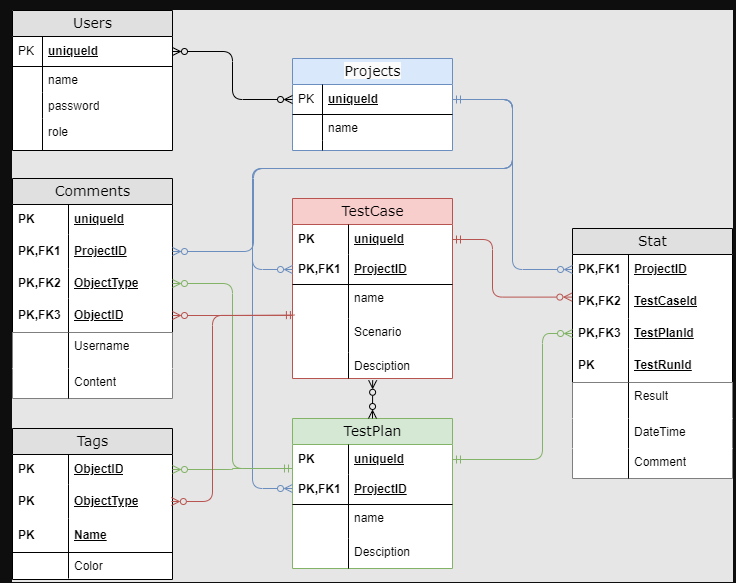 Users
PK uniqueId
name
password
role
Projects
PK uniqueId
name
Comments
PK uniqueId
PK,FK1 ProjectID
PK,FK2 ObjectType
PK,FK3 ObjectID
Username
Content
TestCase
PK uniqueId
PK,FK1 ProjectID
name
Scenario
Desciption
Stat
PK,FK1 ProjectID
PK,FK2 TestCaseId
PK,FK3 TestPlanId
PK TestRunId
Result
DateTime
Comment
Tags
PK ObjectID
PK ObjectType
PK Name
Color
TestPlan
PK uniqueId
PK,FK1 ProjectID
name
Desciption